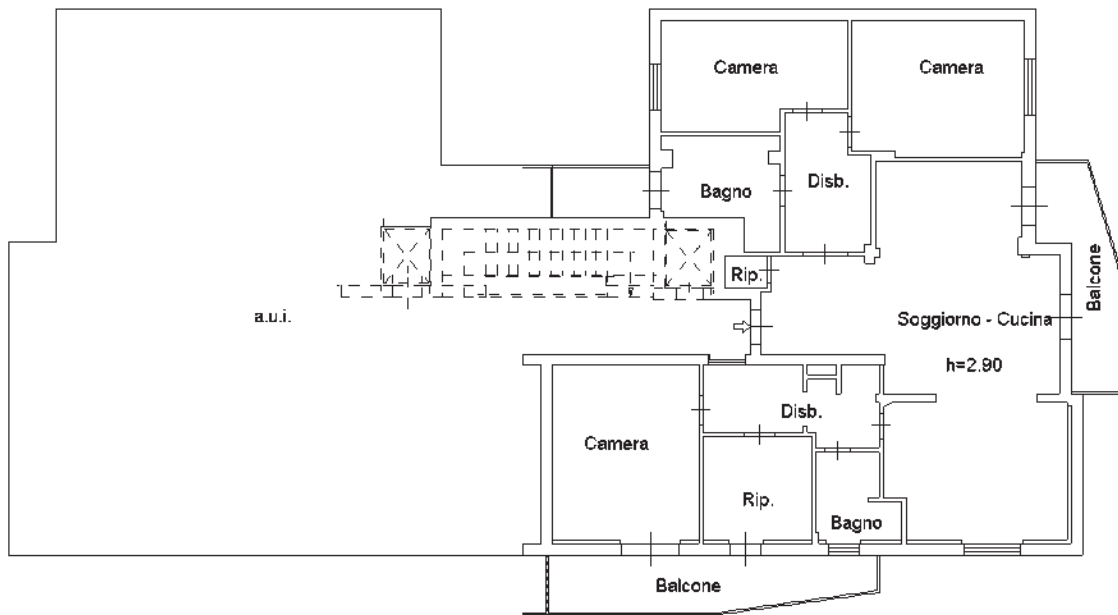 Camera
Camera
Bagno
Disb.
Rip.
Balcone
a.u.i.
Soggiorno - Cucina
h=2.90
Disb.
Camera
Rip.
Bagno
Balcone